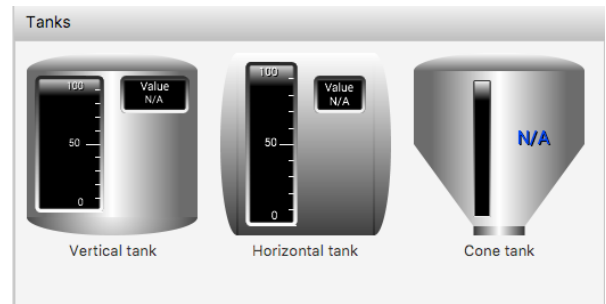 Tanks
100
50
0
Value
N/A
100
50
0
Value
N/A
N/A
Vertical tank
Horizontal tank
Cone tank